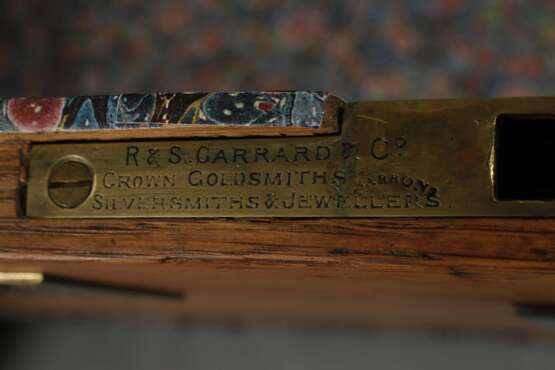 R & S. GARRARD & Co
CROWN GOLDSMITHS
SILVERSMITHS & JEWELLERS.